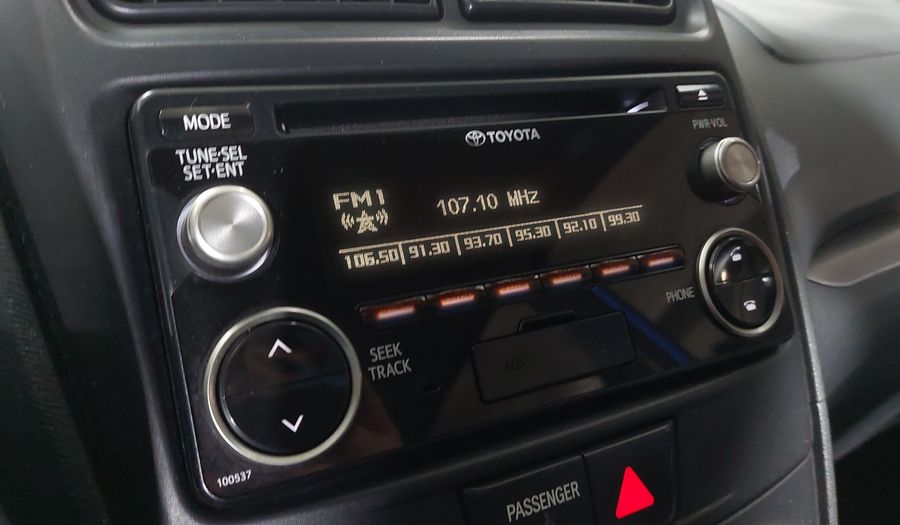 MODE
TOYOTA
PWR·VOL
TUNE·SEL
SET·ENT
FM1
107.10 MHz
106.50 91.30 93.70 95.30 92.10 99.30
PHONE
SEEK
TRACK
AUX
100537
PASSENGER